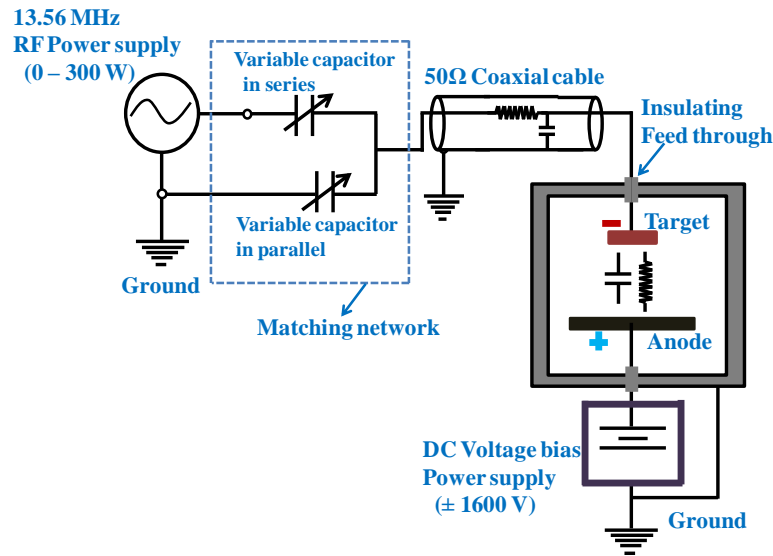 13.56 MHz
RF Power supply
(0 – 300 W)
Variable capacitor
in series
Variable capacitor
in parallel
Ground
Matching network
50Ω Coaxial cable
Insulating
Feed through
Target
Anode
DC Voltage bias
Power supply
(± 1600 V)
Ground